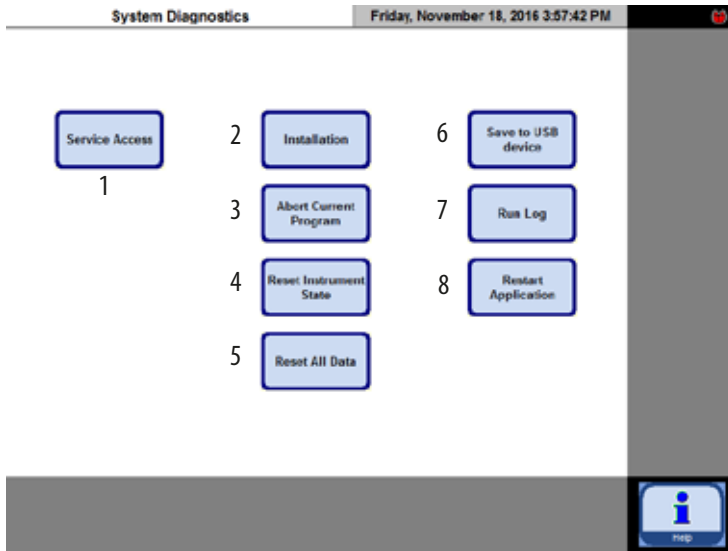 System Diagnostics
Friday, November 18, 2016 3:57:42 PM
Service Access
1
2
Installation
3
Abort Current
Program
4
Reset Instrument
State
5
Reset All Data
6
Save to USB
device
7
Run Log
8
Restart
Application
i
Help